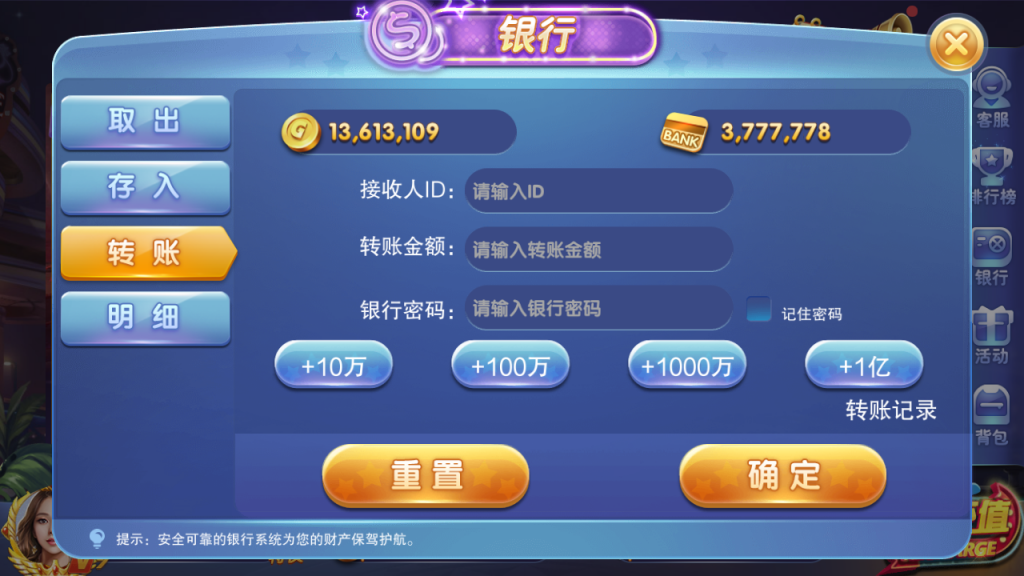 银行
取出
存入
转账
明细
13,613,109
BANK
3,777,778
接收人ID:
请输入ID
转账金额:
请输入转账金额
银行密码:
请输入银行密码
记住密码
+10万
+100万
+1000万
+1亿
转账记录
重置
确定
提示：安全可靠的银行系统为您的财产保驾护航。
客服
排行榜
银行
活动
背包
值